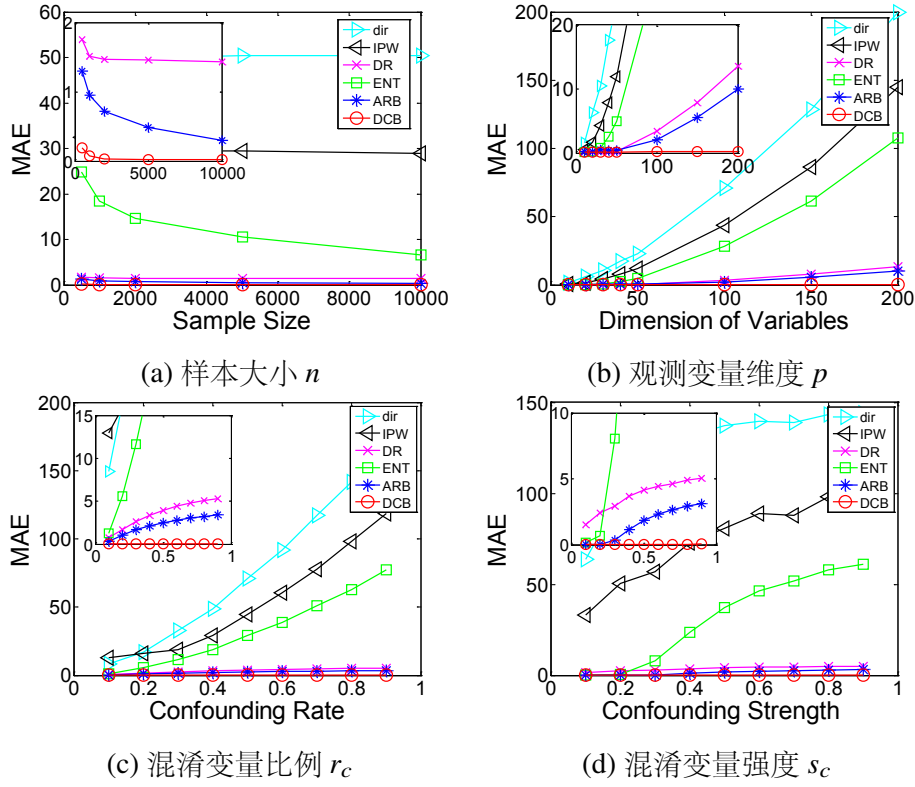 60
50
40
30
20
10
0
MAE
2
1
0
0
5000
10000
dir
IPW
DR
ENT
ARB
DCB
0
2000
4000
6000
8000
10000
Sample Size
(a) 样本大小 n
200
150
100
50
0
MAE
20
10
0
0
100
200
dir
IPW
DR
ENT
ARB
DCB
0
50
100
150
200
Dimension of Variables
(b) 观测变量维度 p
200
150
100
50
0
MAE
15
10
5
0
0
0.5
1
dir
IPW
DR
ENT
ARB
DCB
0
0.2
0.4
0.6
0.8
1
Confounding Rate
(c) 混淆变量比例 rc
150
100
50
0
MAE
10
5
0
0
0.5
1
dir
IPW
DR
ENT
ARB
DCB
0
0.2
0.4
0.6
0.8
1
Confounding Strength
(d) 混淆变量强度 sc